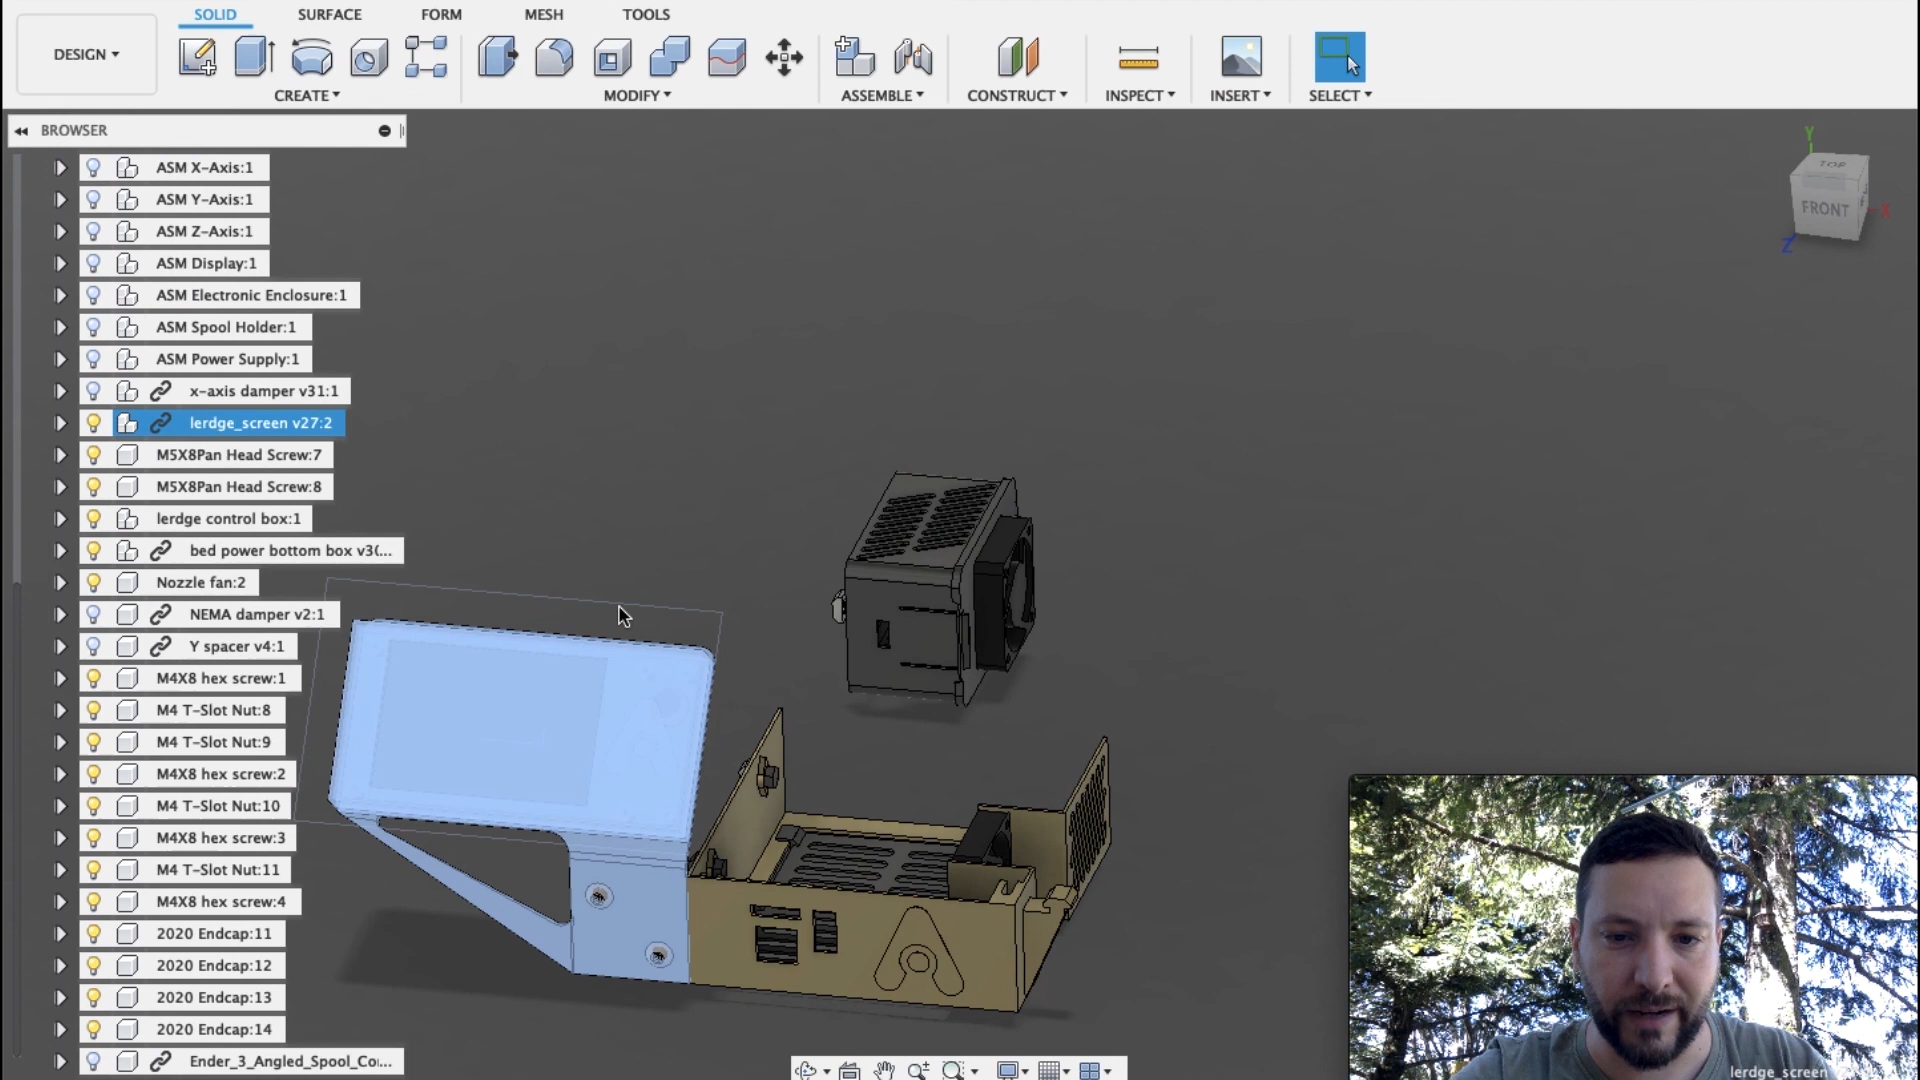 SOLID SURFACE FORM MESH TOOLS
DESIGN
CREATE MODIFY ASSEMBLE CONSTRUCT INSPECT INSERT SELECT
BROWSER
ASM X-Axis:1
ASM Y-Axis:1
ASM Z-Axis:1
ASM Display:1
ASM Electronic Enclosure:1
ASM Spool Holder:1
ASM Power Supply:1
x-axis damper v31:1
lerdge_screen v27:2
M5X8Pan Head Screw:7
M5X8Pan Head Screw:8
lerdge control box:1
bed power bottom box v3(...
Nozzle fan:2
NEMA damper v2:1
Y spacer v4:1
M4X8 hex screw:1
M4 T-Slot Nut:8
M4 T-Slot Nut:9
M4X8 hex screw:2
M4 T-Slot Nut:10
M4X8 hex screw:3
M4 T-Slot Nut:11
M4X8 hex screw:4
2020 Endcap:11
2020 Endcap:12
2020 Endcap:13
2020 Endcap:14
Ender_3_Angled_Spool_Co...
Y
TOP
FRONT
X
Z
lerdge_screen